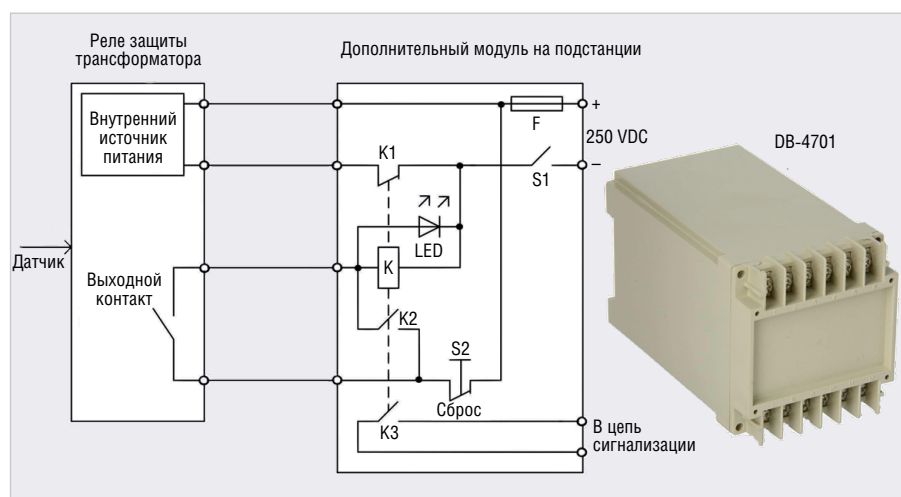 Реле защиты
трансформатора
Дополнительный модуль на подстанции
Внутренний
источник
питания
F
+
250 VDC
–
K1
S1
DB-4701
LED
Датчик
K
Выходной
контакт
K2
S2
Сброс
K3
В цепь
сигнализации